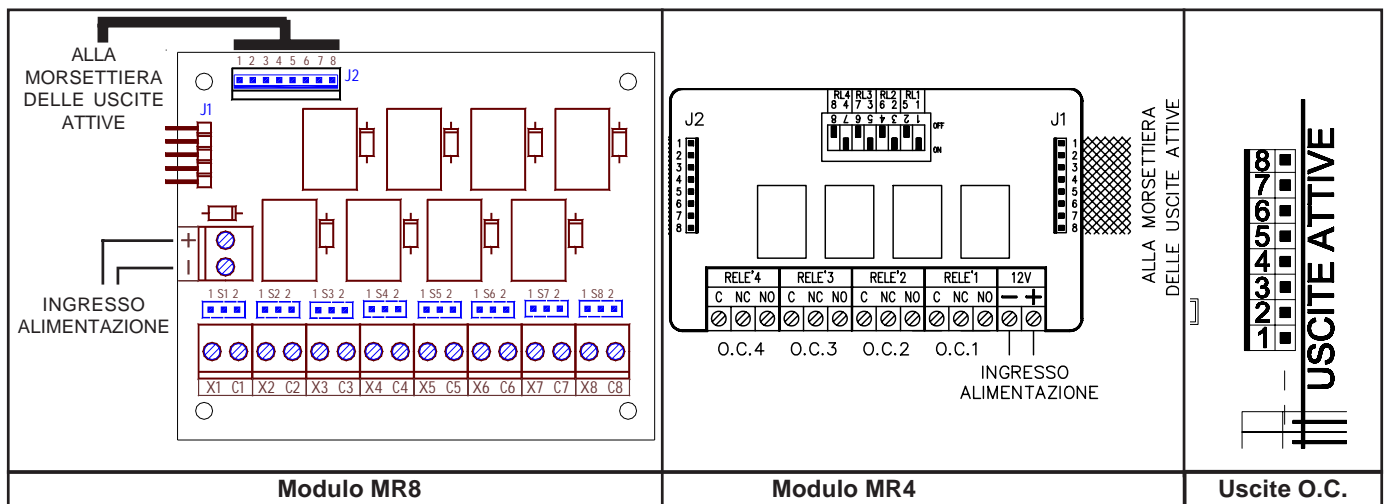 ALLA
MORSETTIERA
DELLE USCITE
ATTIVE
1 2 3 4 5 6 7 8
J2
J1
+
−
INGRESSO
ALIMENTAZIONE
1 S1 2 1 S2 2 1 S3 2 1 S4 2 1 S5 2 1 S6 2 1 S7 2 1 S8 2
X1 C1 X2 C2 X3 C3 X4 C4 X5 C5 X6 C6 X7 C7 X8 C8
Modulo MR8
RL4 RL3 RL2 RL1
8 4 7 3 6 2 5 1
8 7 6 5 4 3 2 1
OFF
ON
J2
1
2
3
4
5
6
7
8
J1
1
2
3
4
5
6
7
8
ALLA MORSETTIERA
DELLE USCITE ATTIVE
RELE'4 RELE'3 RELE'2 RELE'1 12V
C NC NO C NC NO C NC NO C NC NO − +
O.C.4 O.C.3 O.C.2 O.C.1
INGRESSO
ALIMENTAZIONE
Modulo MR4
8
7
6
5
4
3
2
1
USCITE ATTIVE
Uscite O.C.